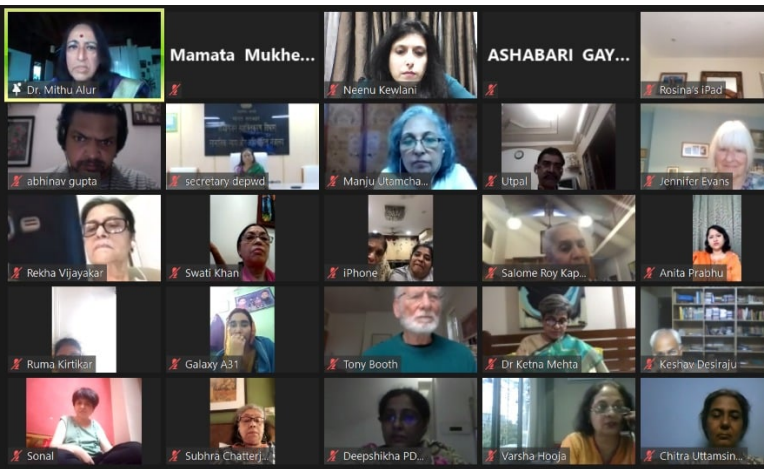 Dr. Mithu Alur
Mamata Mukhe...
Neenu Kewlani
ASHABARI GAY...
Rosina's iPad
abhinav gupta
secretary depwd
Manju Utamcha...
Utpal
Jennifer Evans
Rekha Vijayakar
Swati Khan
iPhone
Salome Roy Kap...
Anita Prabhu
Ruma Kirtikar
Galaxy A31
Tony Booth
Dr Ketna Mehta
Keshav Desiraju
Sonal
Subhra Chatterj...
Deepshikha PD...
Varsha Hooja
Chitra Uttamsin...